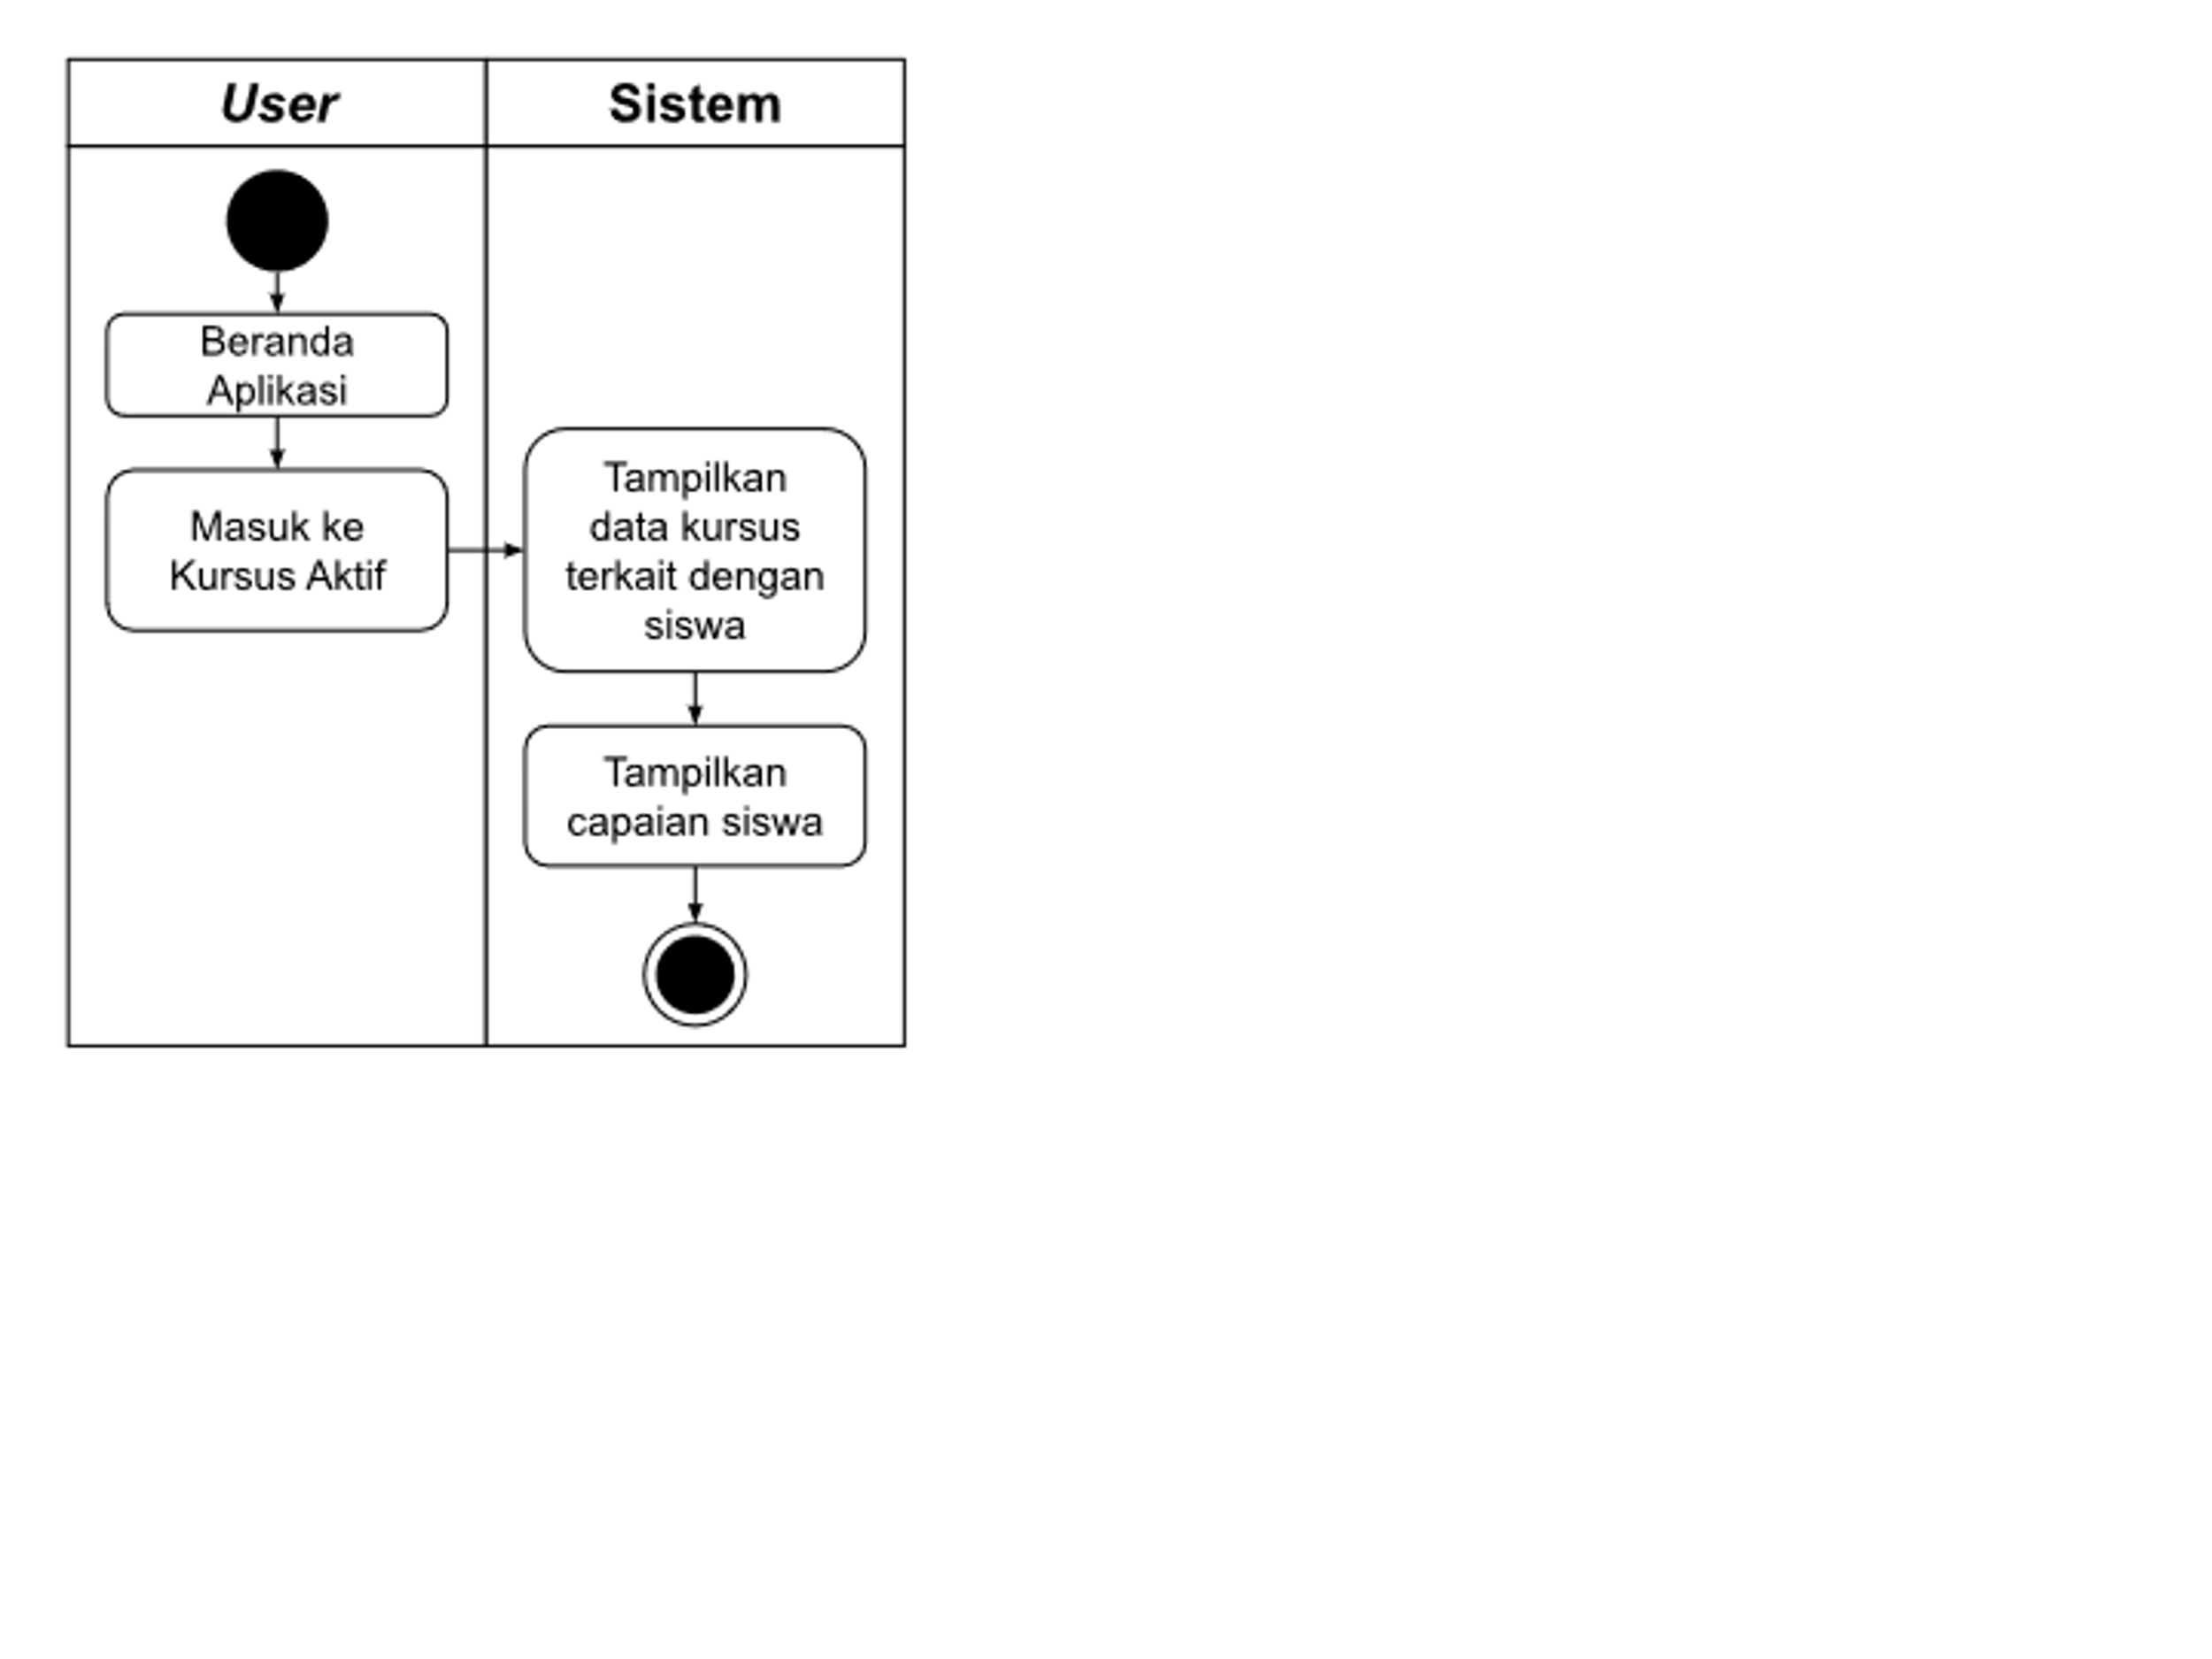 User
Sistem
Beranda
Aplikasi
Masuk ke
Kursus Aktif
Tampilkan
data kursus
terkait dengan
siswa
Tampilkan
capaian siswa